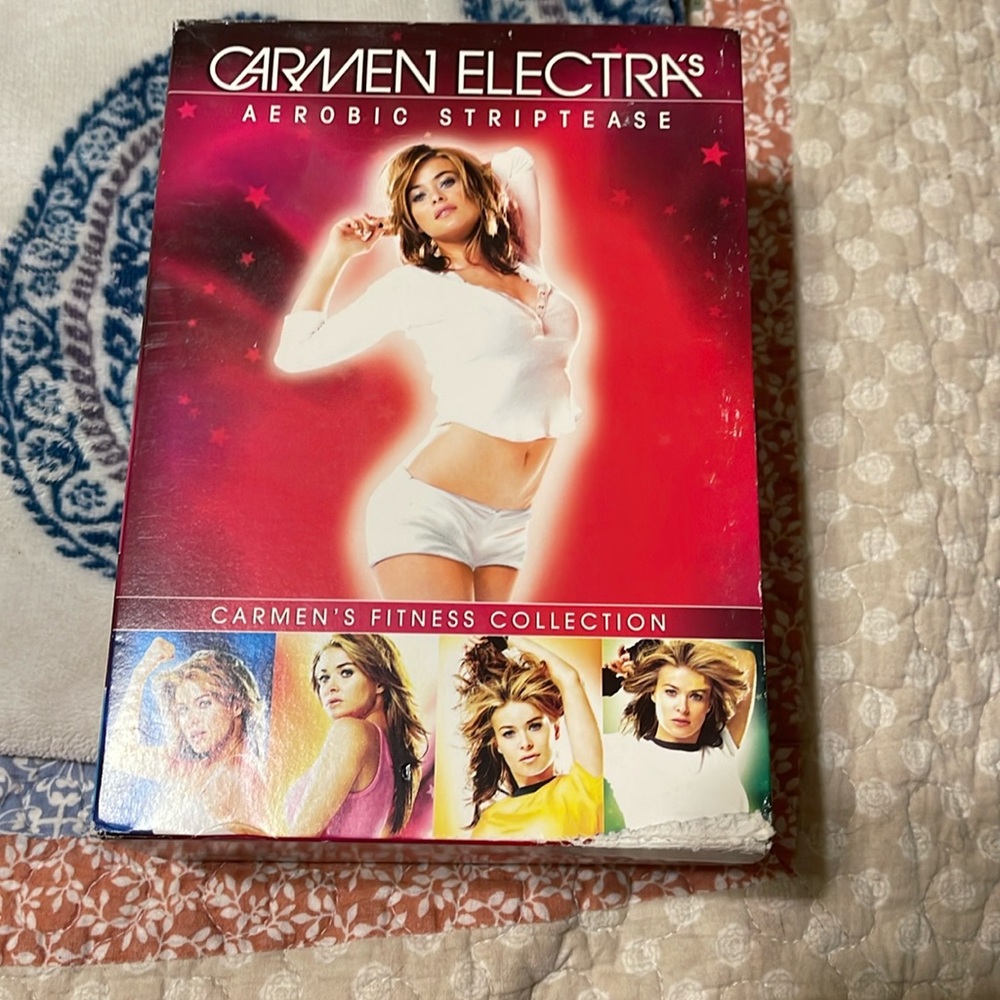 CARMEN ELECTRA'S
AEROBIC STRIPTEASE
CARMEN'S FITNESS COLLECTION